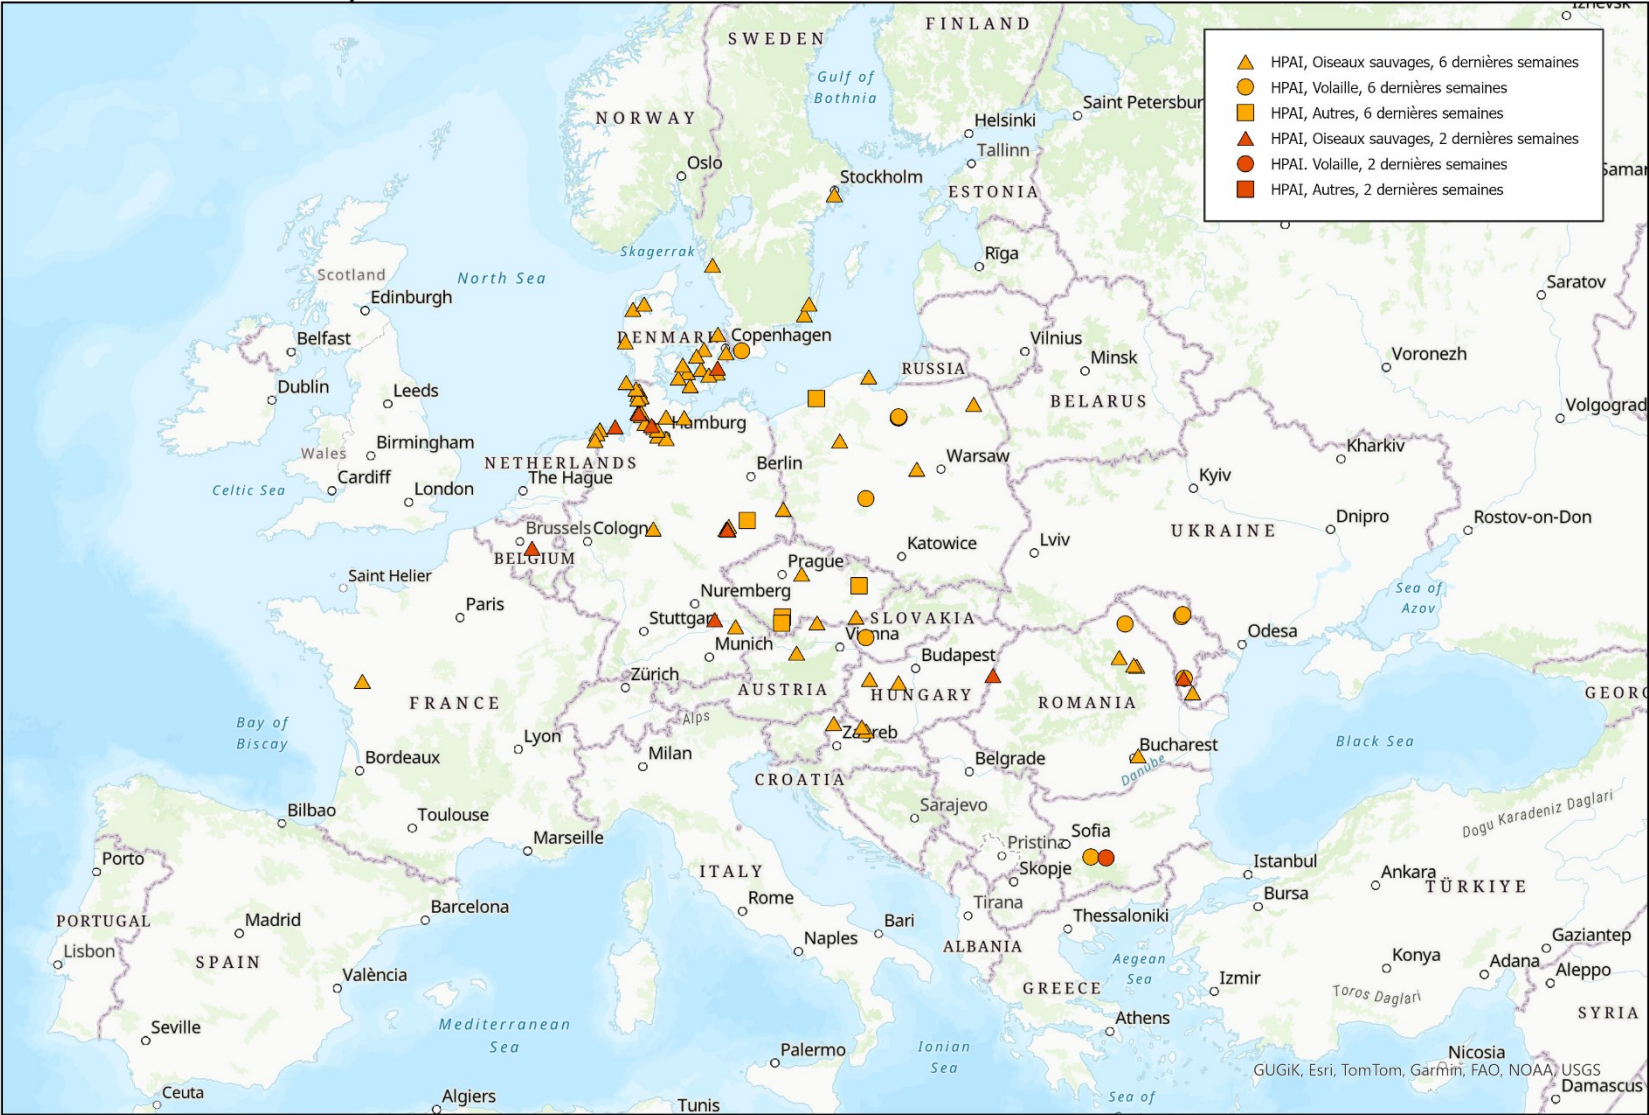 Izhevsk
FINLAND
SWEDEN
HPAI, Oiseaux sauvages, 6 dernières semaines
HPAI, Volaille, 6 dernières semaines
HPAI, Autres, 6 dernières semaines
HPAI, Oiseaux sauvages, 2 dernières semaines
HPAI. Volaille, 2 dernières semaines
HPAI, Autres, 2 dernières semaines
Gulf of
Bothnia
NORWAY
Saint Petersbur
Helsinki
Tallinn
Oslo
Stockholm
ESTONIA
Samar
Skagerrak
Rīga
Scotland
North Sea
Saratov
Edinburgh
Belfast
DENMARK
Copenhagen
Vilnius
Minsk
Voronezh
RUSSIA
Dublin
Leeds
BELARUS
Volgograd
Hamburg
Birmingham
Kharkiv
Wales
NETHERLANDS
Berlin
Warsaw
Cardiff
The Hague
Kyiv
Celtic Sea
London
Dnipro
Rostov-on-Don
Brussels
Cologn
UKRAINE
Lviv
Katowice
BELGIUM
Prague
Saint Helier
Nuremberg
Sea of
Azov
Paris
Stuttgar
SLOVAKIA
Odesa
Vienna
Munich
Budapest
Zürich
AUSTRIA
HUNGARY
GEORG
FRANCE
ROMANIA
Alps
Bay of
Biscay
Lyon
Zagreb
Bucharest
Black Sea
Milan
Bordeaux
Belgrade
Danube
CROATIA
Sarajevo
Dogu Karadeniz Daglari
Bilbao
Toulouse
Marseille
Sofia
Pristina
Porto
Istanbul
Skopje
ITALY
Ankara
TÜRKIYE
Rome
Bursa
Tirana
Barcelona
Thessaloniki
PORTUGAL
Madrid
Bari
Naples
ALBANIA
Gaziantep
Lisbon
SPAIN
Aegean
Sea
Konya
Adana
Aleppo
València
Izmir
GREECE
Toros Daglari
Seville
Mediterranean
Sea
Athens
SYRIA
Palermo
Ionian
Sea
Nicosia
GUGiK, Esri, TomTom, Garmin, FAO, NOAA, USGS
Damascus
Ceuta
Algiers
Tunis
Sea of